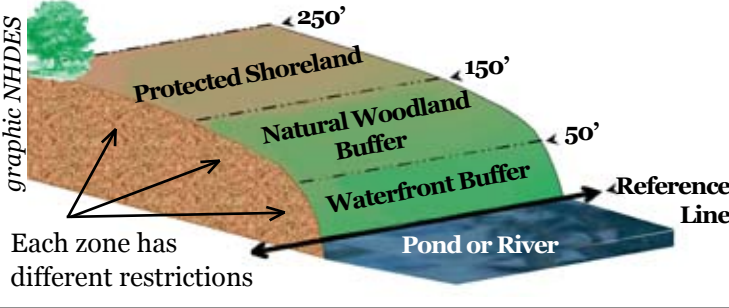 graphic NHDES
250'
Protected Shoreland
150'
Natural Woodland
Buffer
50'
Waterfront Buffer
Reference
Line
Pond or River
Each zone has
different restrictions